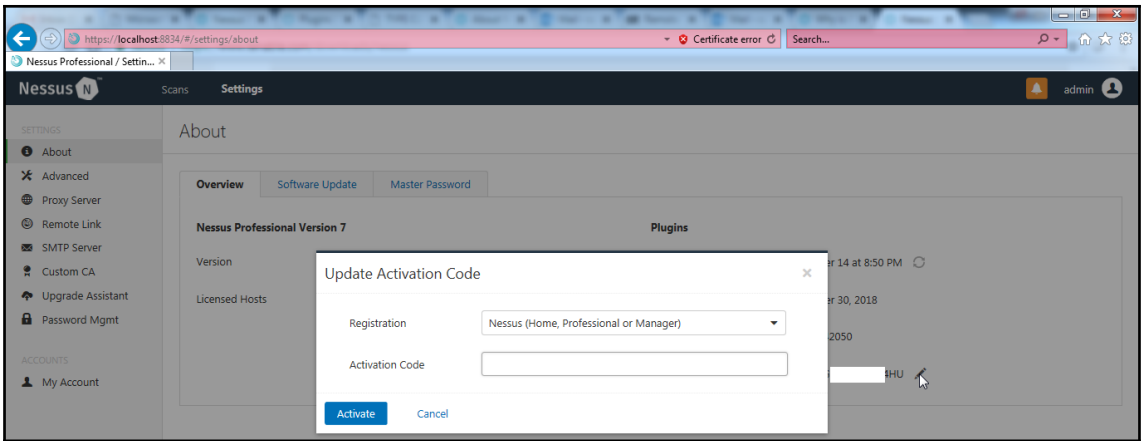 https://localhost:8834/#/settings/about
Certificate error
Search...
Nessus Professional / Settin...
Nessus N
Scans
Settings
admin
SETTINGS
About
Advanced
Proxy Server
Remote Link
SMTP Server
Custom CA
Upgrade Assistant
Password Mgmt
ACCOUNTS
My Account
About
Overview
Software Update
Master Password
Nessus Professional Version 7
Plugins
Version
er 14 at 8:50 PM
Licensed Hosts
er 30, 2018
2050
4HU
Update Activation Code
Registration
Nessus (Home, Professional or Manager)
Activation Code
Activate
Cancel